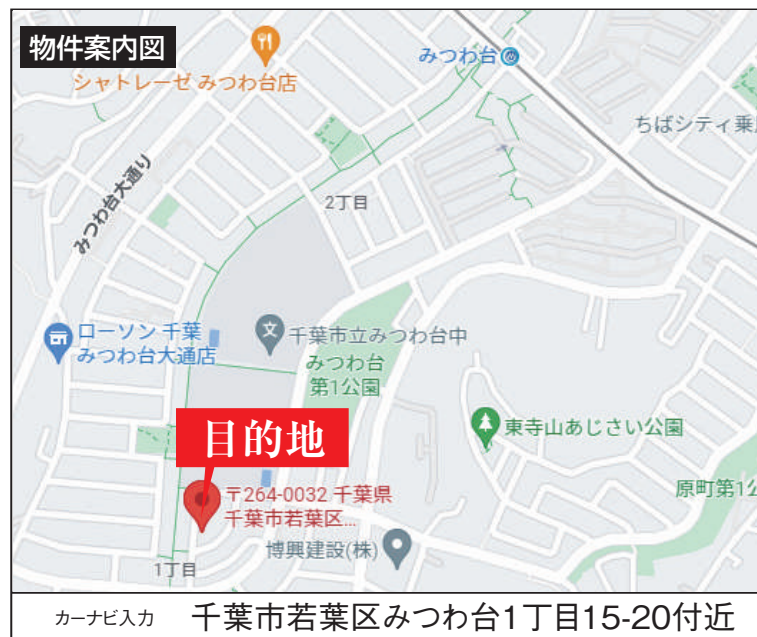 物件案内図
シャトレーゼ みつわ台店
みつわ台
ちばシティ乗
みつわ台大通り
2丁目
ローソン 千葉
みつわ台大通店
千葉市立みつわ台中
みつわ台
第1公園
東寺山あじさい公園
目的地
原町第1公
〒264-0032 千葉県
千葉市若葉区...
博興建設(株)
1丁目
カーナビ入力 千葉市若葉区みつわ台1丁目15-20付近